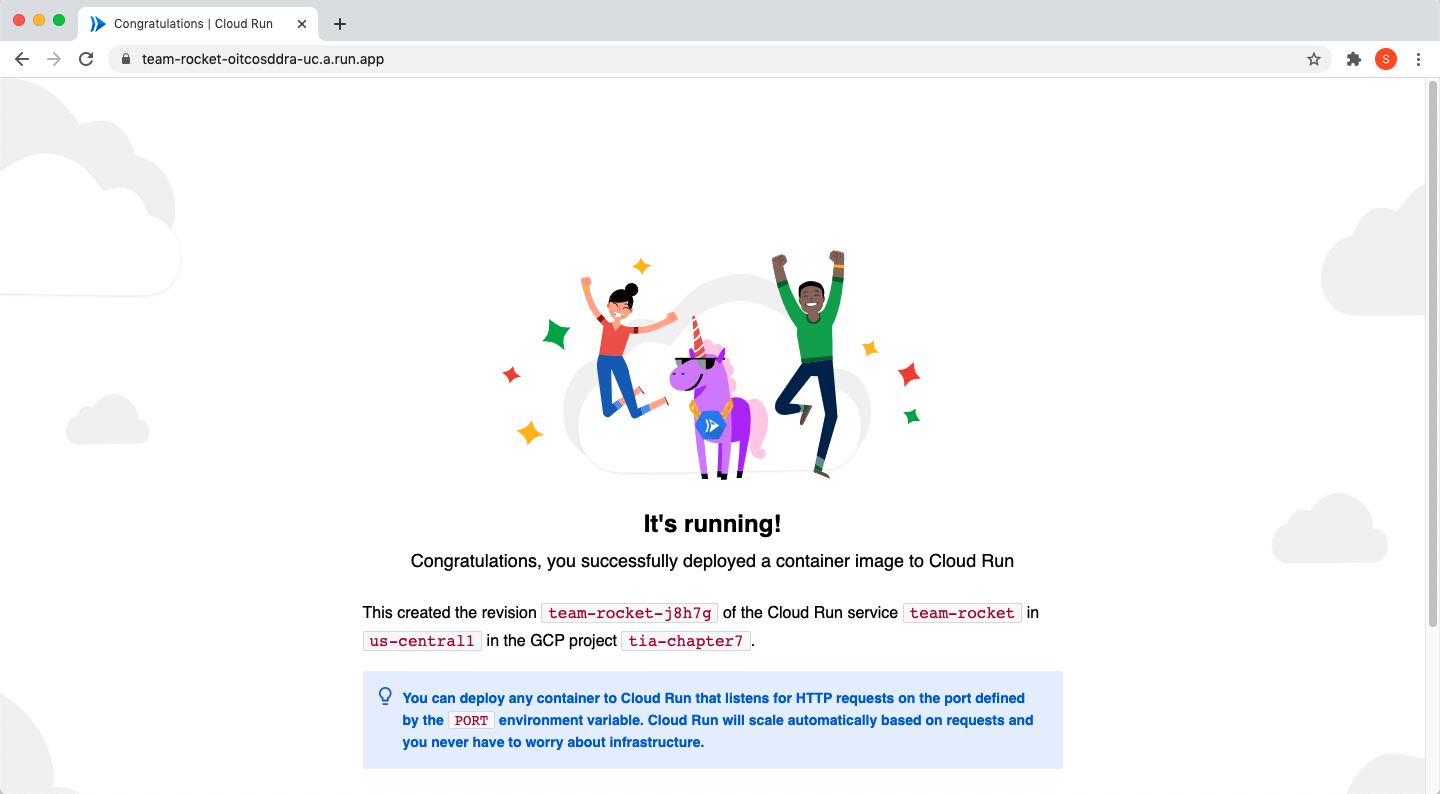 Congratulations | Cloud Run
team-rocket-oitcosddra-uc.a.run.app
S
It's running!
Congratulations, you successfully deployed a container image to Cloud Run
This created the revision team-rocket-j8h7g of the Cloud Run service team-rocket in
us-central1 in the GCP project tia-chapter7.
You can deploy any container to Cloud Run that listens for HTTP requests on the port defined
by the PORT environment variable. Cloud Run will scale automatically based on requests and
you never have to worry about infrastructure.